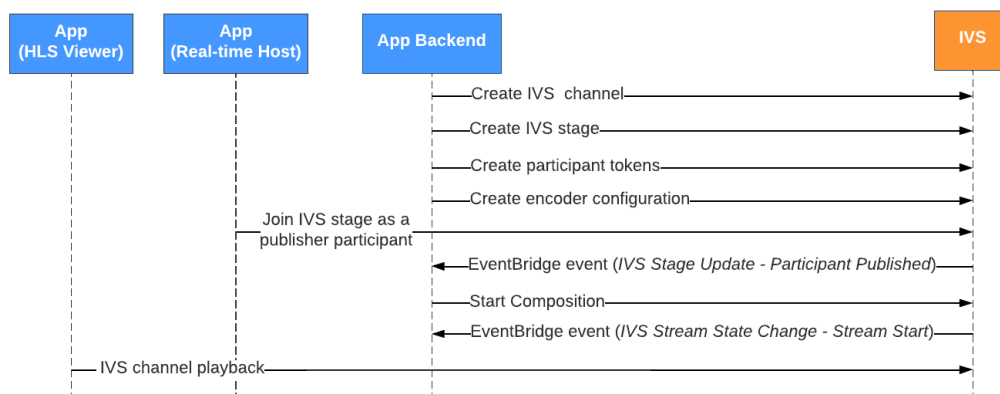 App
(HLS Viewer)
App
(Real-time Host)
App Backend
IVS
Create IVS channel
Create IVS stage
Create participant tokens
Create encoder configuration
Join IVS stage as a
publisher participant
EventBridge event (IVS Stage Update - Participant Published)
Start Composition
EventBridge event (IVS Stream State Change - Stream Start)
IVS channel playback